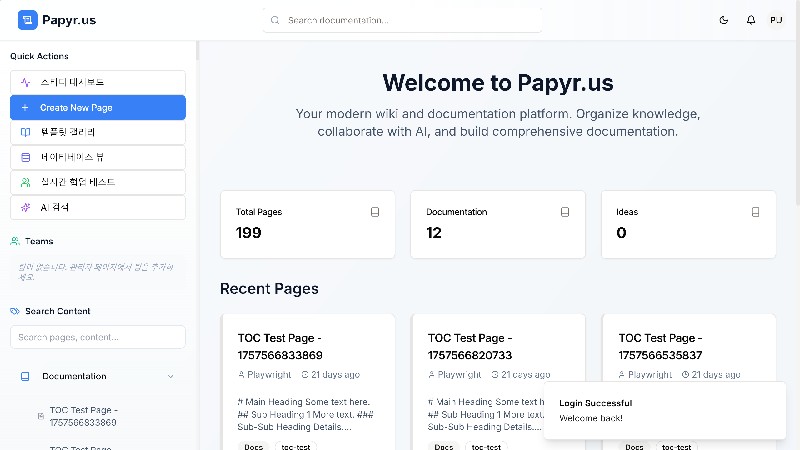 Papyr.us
Search documentation...
PU
Quick Actions
스터디 대시보드
Create New Page
템플릿 갤러리
데이터베이스 뷰
실시간 협업 테스트
AI 검색
Teams
팀이 없습니다. 관리자 페이지에서 팀을 추가하
세요.
Search Content
Search pages, content...
Documentation
TOC Test Page -
1757566833869
TOC Test Page -
Welcome to Papyr.us
Your modern wiki and documentation platform. Organize knowledge,
collaborate with AI, and build comprehensive documentation.
Total Pages
199
Documentation
12
Ideas
0
Recent Pages
TOC Test Page -
1757566833869
Playwright 21 days ago
# Main Heading Some text here.
## Sub Heading 1 More text. ###
Sub-Sub Heading Details....
Docs toc-test
TOC Test Page -
1757566820733
Playwright 21 days ago
# Main Heading Some text h
## Sub Heading 1 More text
Sub-Sub Heading Details....
Docs toc-test
TOC Test Page -
1757566535837
Playwright 21 days ago
Docs toc-test
Login Successful
Welcome back!